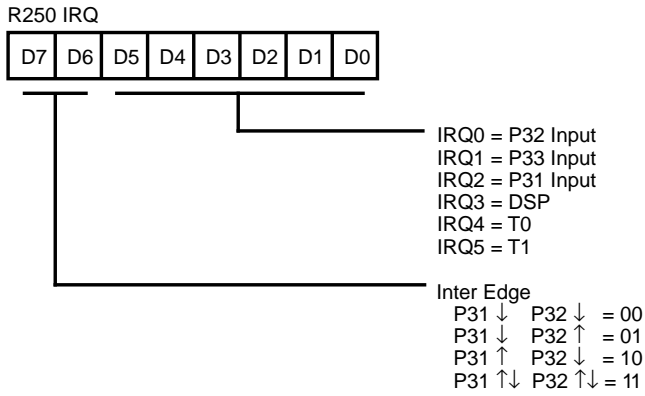 R250 IRQ
D7 D6 D5 D4 D3 D2 D1 D0
IRQ0 = P32 Input
IRQ1 = P33 Input
IRQ2 = P31 Input
IRQ3 = DSP
IRQ4 = T0
IRQ5 = T1
Inter Edge
P31 ↓ P32 ↓ = 00
P31 ↓ P32 ↑ = 01
P31 ↑ P32 ↓ = 10
P31 ↑↓ P32 ↑↓ = 11